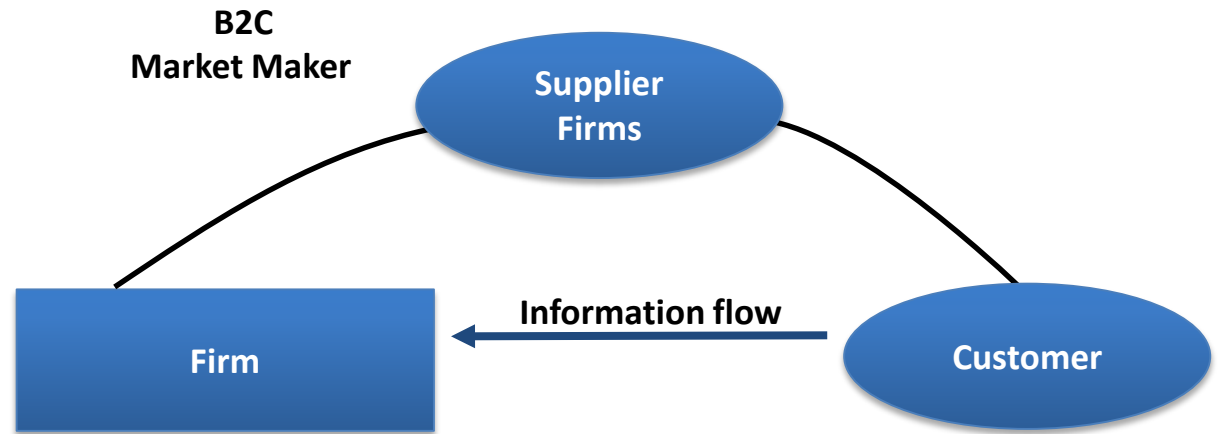 B2C
Market Maker
Supplier
Firms
Information flow
Firm
Customer